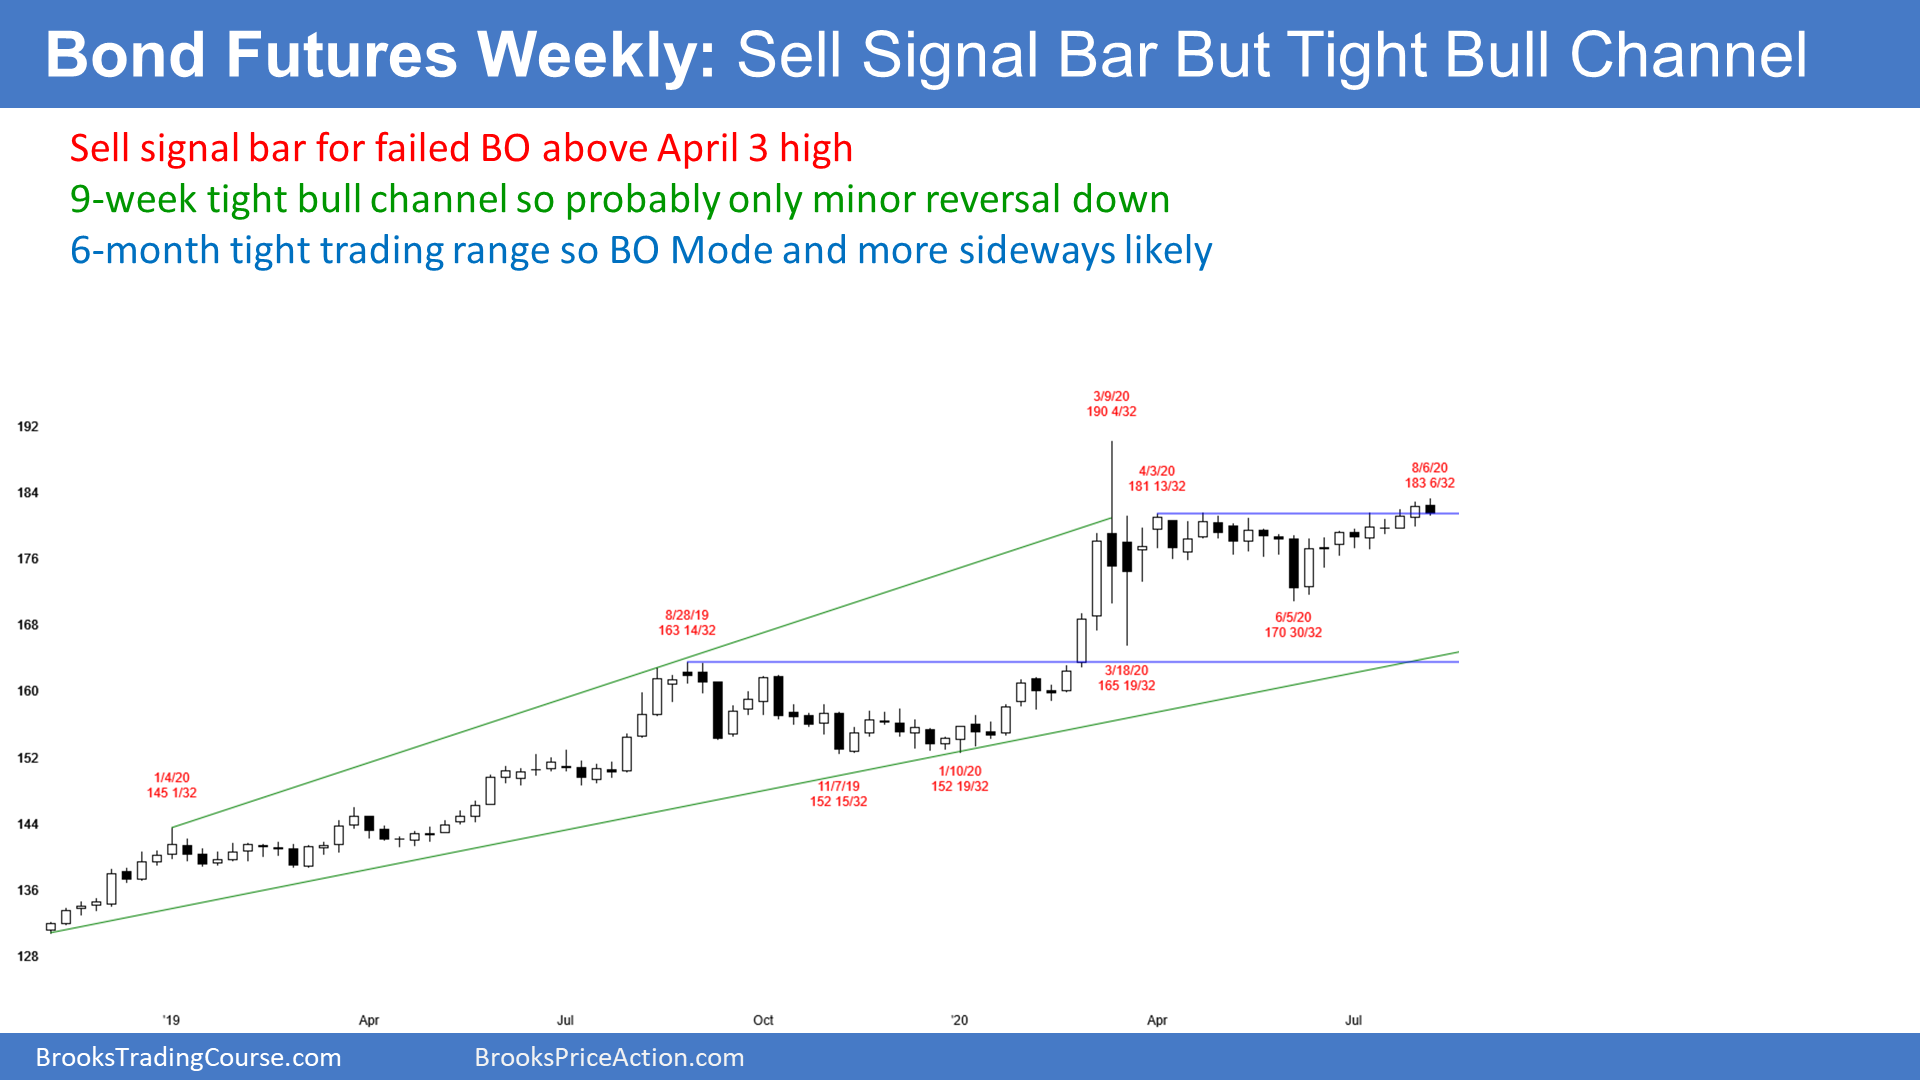 Bond Futures Weekly: Sell Signal Bar But Tight Bull Channel
Sell signal bar for failed BO above April 3 high
9-week tight bull channel so probably only minor reversal down
6-month tight trading range so BO Mode and more sideways likely
3/9/20
190 4/32
192
4/3/20
181 13/32
8/6/20
183 6/32
184
176
8/28/19
163 14/32
168
6/5/20
170 30/32
3/18/20
165 19/32
160
152
1/4/20
145 1/32
11/7/19
152 15/32
1/10/20
152 19/32
144
136
128
'19
Apr
Jul
Oct
'20
Apr
Jul
BrooksTradingCourse.com
BrooksPriceAction.com